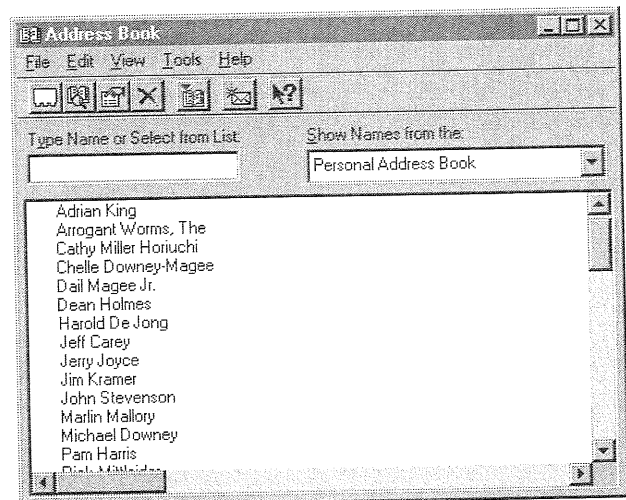 Address Book
File Edit View Tools Help
Type Name or Select from List: Show Names from the:
Personal Address Book
Adrian King
Arrogant Worms, The
Cathy Miller Horiuchi
Chelle Downey-Magee
Dail Magee Jr.
Dean Holmes
Harold De Jong
Jeff Carey
Jerry Joyce
Jim Kramer
John Stevenson
Marlin Mallory
Michael Downey
Pam Harris